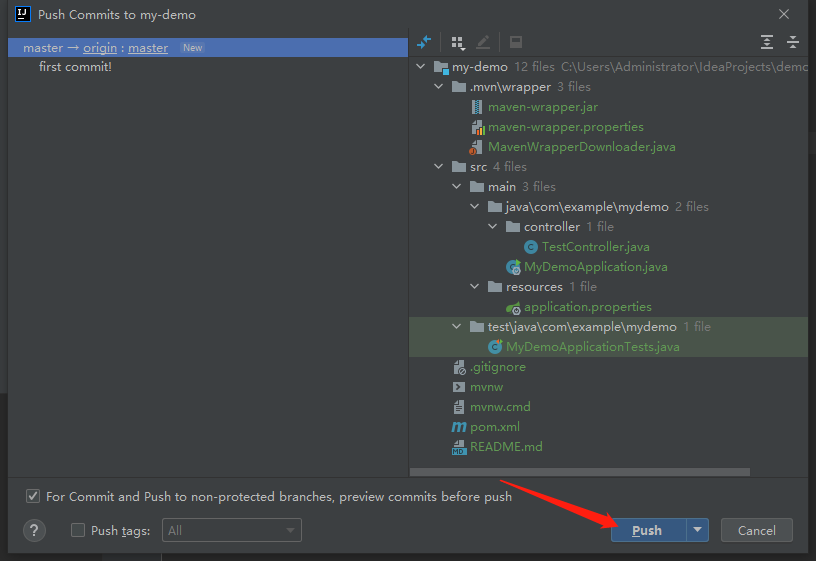 Push Commits to my-demo
master → origin : master New
first commit!
my-demo 12 files C:\Users\Administrator\IdeaProjects\demo
.mvn\wrapper 3 files
maven-wrapper.jar
maven-wrapper.properties
MavenWrapperDownloader.java
src 4 files
main 3 files
java\com\example\mydemo 2 files
controller 1 file
TestController.java
MyDemoApplication.java
resources 1 file
application.properties
test\java\com\example\mydemo 1 file
MyDemoApplicationTests.java
.gitignore
mvnw
mvnw.cmd
pom.xml
README.md
For Commit and Push to non-protected branches, preview commits before push
? Push tags: All Push Cancel